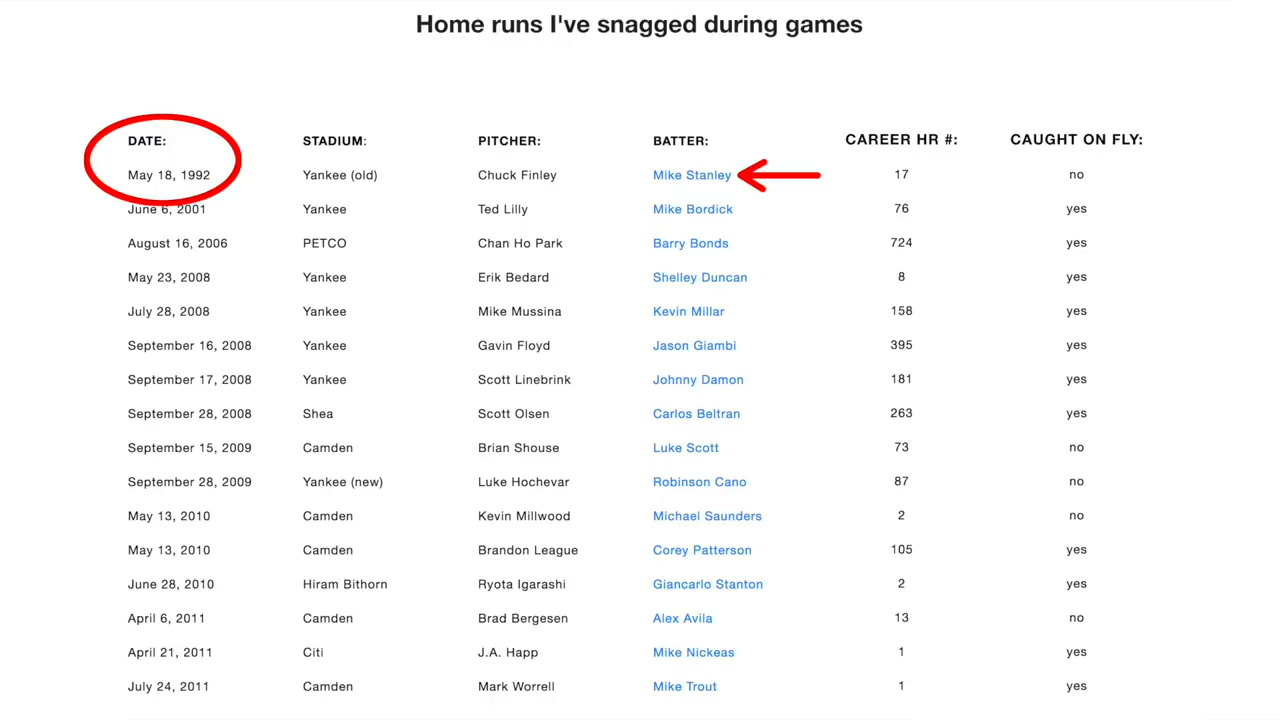 Home runs I've snagged during games
DATE: STADIUM: PITCHER: BATTER: CAREER HR #: CAUGHT ON FLY:
May 18, 1992 Yankee (old) Chuck Finley Mike Stanley 17 no
June 6, 2001 Yankee Ted Lilly Mike Bordick 76 yes
August 16, 2006 PETCO Chan Ho Park Barry Bonds 724 yes
May 23, 2008 Yankee Erik Bedard Shelley Duncan 8 yes
July 28, 2008 Yankee Mike Mussina Kevin Millar 158 yes
September 16, 2008 Yankee Gavin Floyd Jason Giambi 395 yes
September 17, 2008 Yankee Scott Linebrink Johnny Damon 181 yes
September 28, 2008 Shea Scott Olsen Carlos Beltran 263 yes
September 15, 2009 Camden Brian Shouse Luke Scott 73 no
September 28, 2009 Yankee (new) Luke Hochevar Robinson Cano 87 no
May 13, 2010 Camden Kevin Millwood Michael Saunders 2 no
May 13, 2010 Camden Brandon League Corey Patterson 105 yes
June 28, 2010 Hiram Bithorn Ryota Igarashi Giancarlo Stanton 2 yes
April 6, 2011 Camden Brad Bergesen Alex Avila 13 no
April 21, 2011 Citi J.A. Happ Mike Nickeas 1 yes
July 24, 2011 Camden Mark Worrell Mike Trout 1 yes